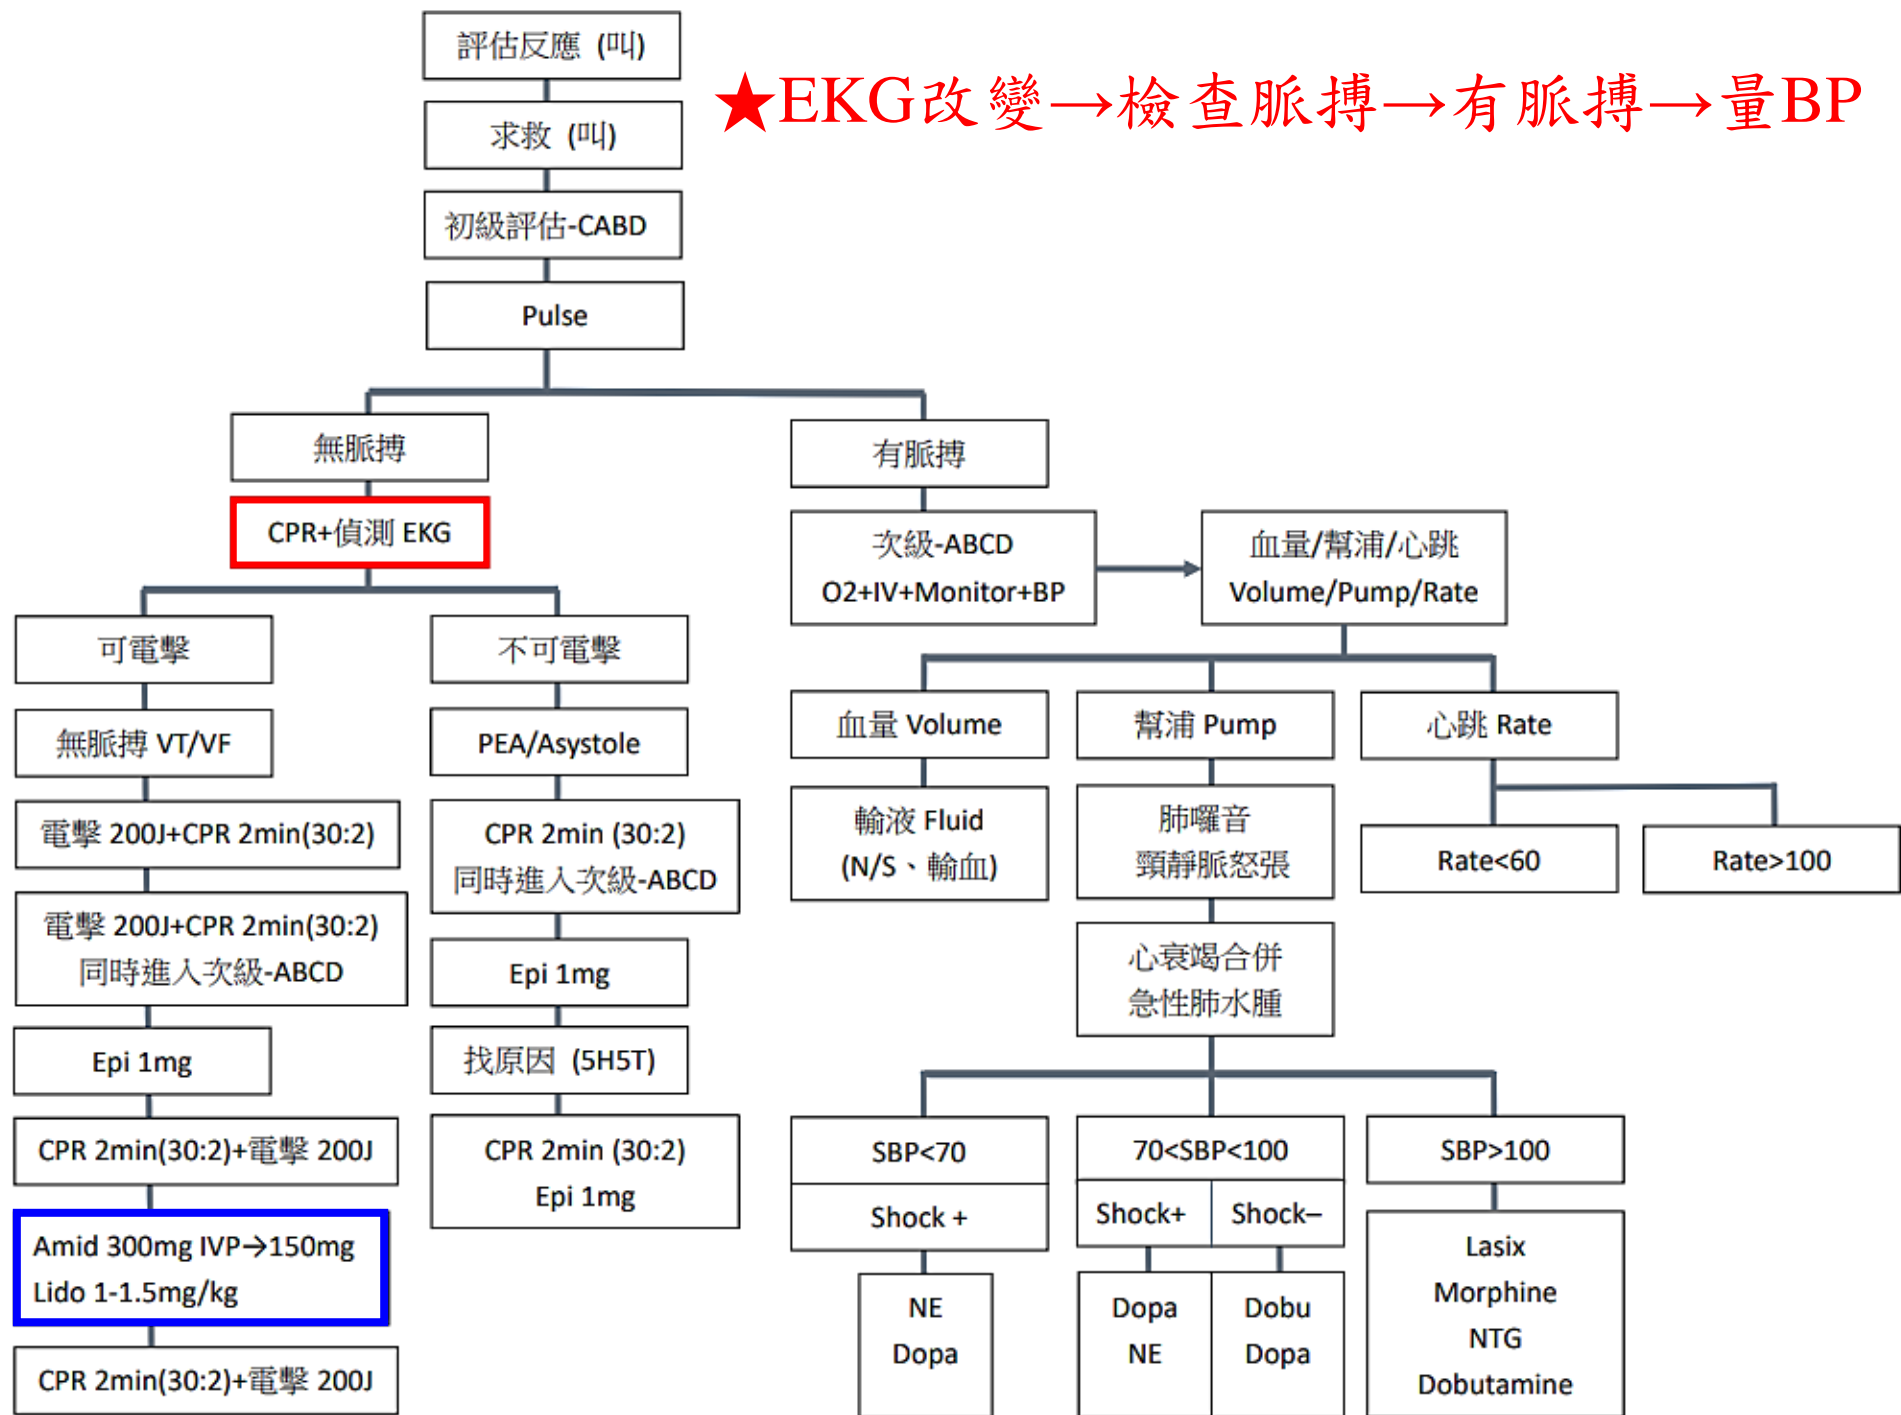 評估反應 (叫)
★EKG改變→檢查脈搏→有脈搏→量BP
求救 (叫)
初級評估-CABD
Pulse
無脈搏
CPR+偵測 EKG
可電擊
無脈搏 VT/VF
電擊 200J+CPR 2min(30:2)
電擊 200J+CPR 2min(30:2)
同時進入次級-ABCD
Epi 1mg
CPR 2min(30:2)+電擊 200J
Amid 300mg IVP→150mg
Lido 1-1.5mg/kg
CPR 2min(30:2)+電擊 200J
不可電擊
PEA/Asystole
CPR 2min (30:2)
同時進入次級-ABCD
Epi 1mg
找原因 (5H5T)
CPR 2min (30:2)
Epi 1mg
有脈搏
次級-ABCD
O2+IV+Monitor+BP
血量/幫浦/心跳
Volume/Pump/Rate
血量 Volume
輸液 Fluid
(N/S、輸血)
幫浦 Pump
肺囉音
頸靜脈怒張
心衰竭合併
急性肺水腫
SBP<70
Shock +
NE
Dopa
70<SBP<100
Shock+
Dopa
NE
Shock–
Dobu
Dopa
SBP>100
Lasix
Morphine
NTG
Dobutamine
心跳 Rate
Rate<60
Rate>100